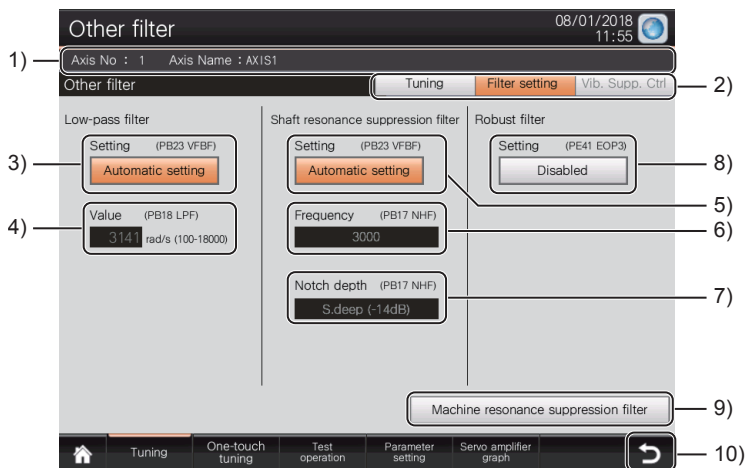 Other filter
08/01/2018
11:55
1)
Axis No : 1 Axis Name : AXIS1
Other filter
Tuning
Filter setting
Vib. Supp. Ctrl
2)
Low-pass filter
Shaft resonance suppression filter
Robust filter
3)
Setting (PB23 VFBF)
Automatic setting
Setting (PB23 VFBF)
Automatic setting
Setting (PE41 EOP3)
Disabled
8)
5)
4)
Value (PB18 LPF)
3141 rad/s (100-18000)
Frequency (PB17 NHF)
3000
6)
Notch depth (PB17 NHF)
S.deep (-14dB)
7)
Machine resonance suppression filter
9)
Tuning
One-touch
tuning
Test
operation
Parameter
setting
Servo amplifier
graph
10)